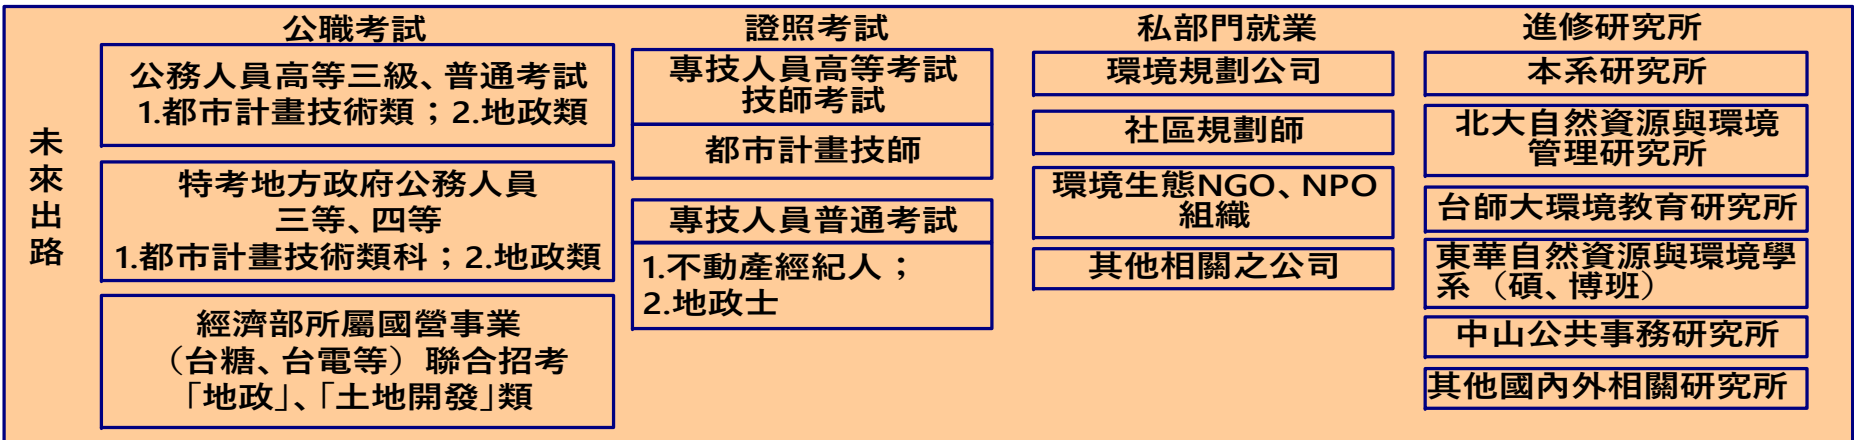 未來出路
公職考試
公務人員高等三級、普通考試
1.都市計畫技術類；2.地政類
特考地方政府公務人員
三等、四等
1.都市計畫技術類科；2.地政類
經濟部所屬國營事業
（台糖、台電等）聯合招考
「地政」、「土地開發」類
證照考試
專技人員高等考試
技師考試
都市計畫技師
專技人員普通考試
1.不動產經紀人；
2.地政士
私部門就業
環境規劃公司
社區規劃師
環境生態NGO、NPO
組織
其他相關之公司
進修研究所
本系研究所
北大自然資源與環境
管理研究所
台師大環境教育研究所
東華自然資源與環境學
系（碩、博班）
中山公共事務研究所
其他國內外相關研究所